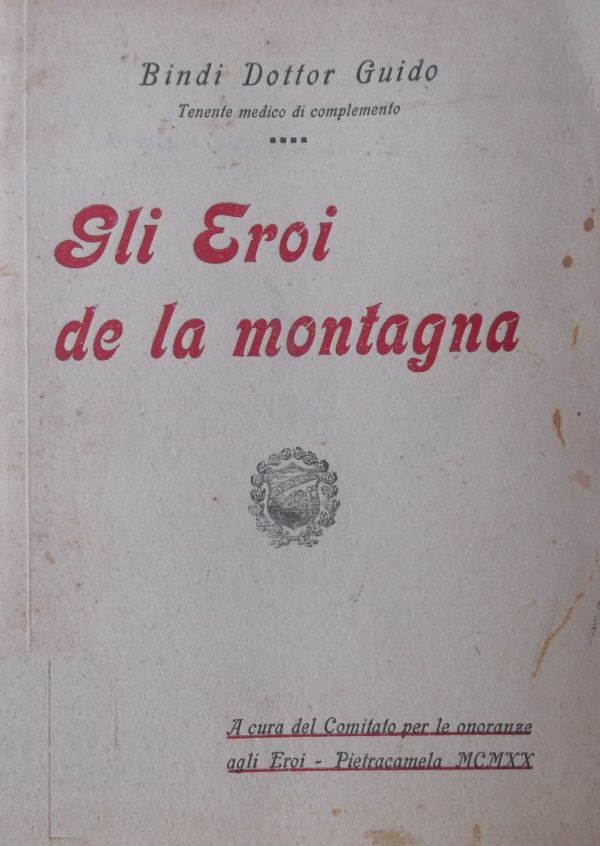 Bindi Dottor Guido
Tenente medico di complemento
Gli Eroi
de la montagna
A cura del Comitato per le onoranze
agli Eroi - Pietracamela MCMXX